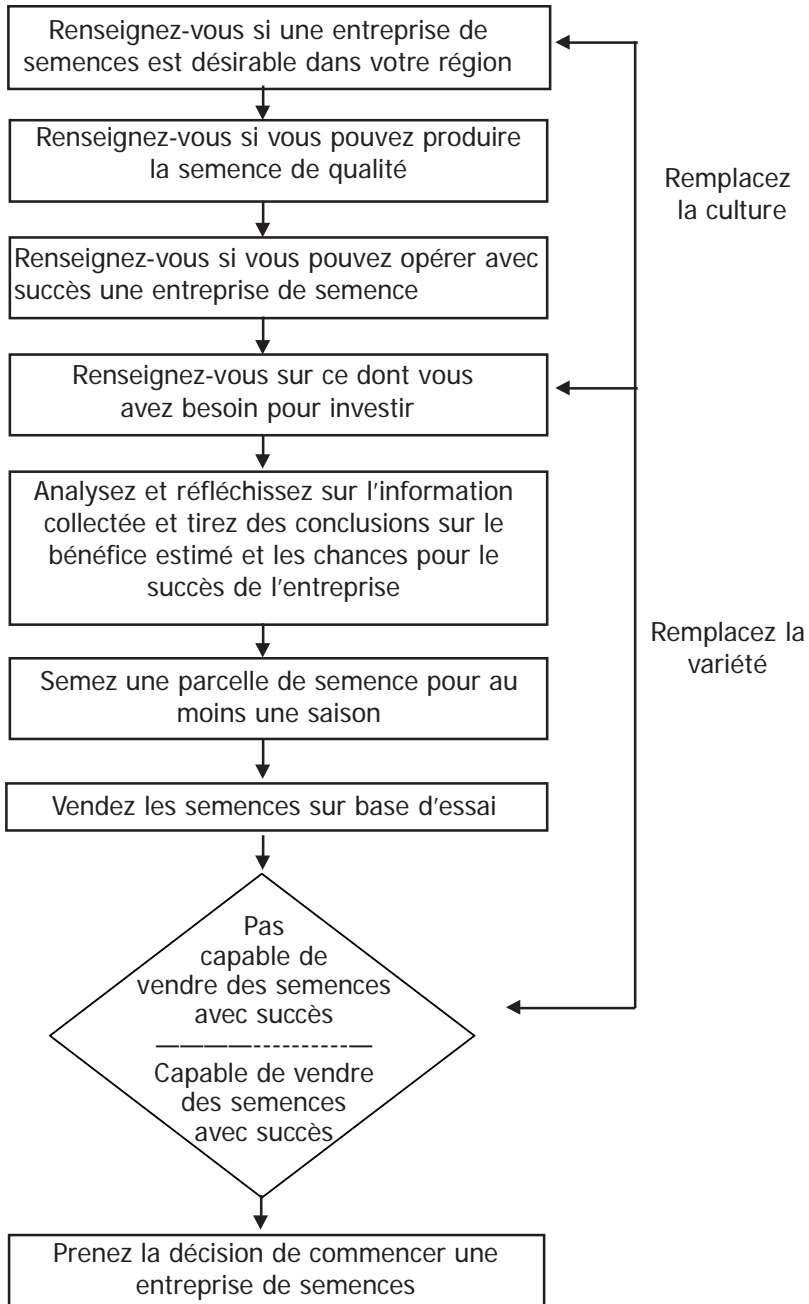 Renseignez-vous si une entreprise de
semences est désirable dans votre région
Renseignez-vous si vous pouvez produire
la semence de qualité
Remplacez
la culture
Renseignez-vous si vous pouvez opérer avec
succès une entreprise de semence
Renseignez-vous sur ce dont vous
avez besoin pour investir
Analysez et réfléchissez sur l'information
collectée et tirez des conclusions sur le
bénéfice estimé et les chances pour le
succès de l'entreprise
Remplacez la
variété
Semez une parcelle de semence pour au
moins une saison
Vendez les semences sur base d'essai
Pas
capable de
vendre des semences
avec succès
Capable de vendre
des semences
avec succès
Prenez la décision de commencer une
entreprise de semences